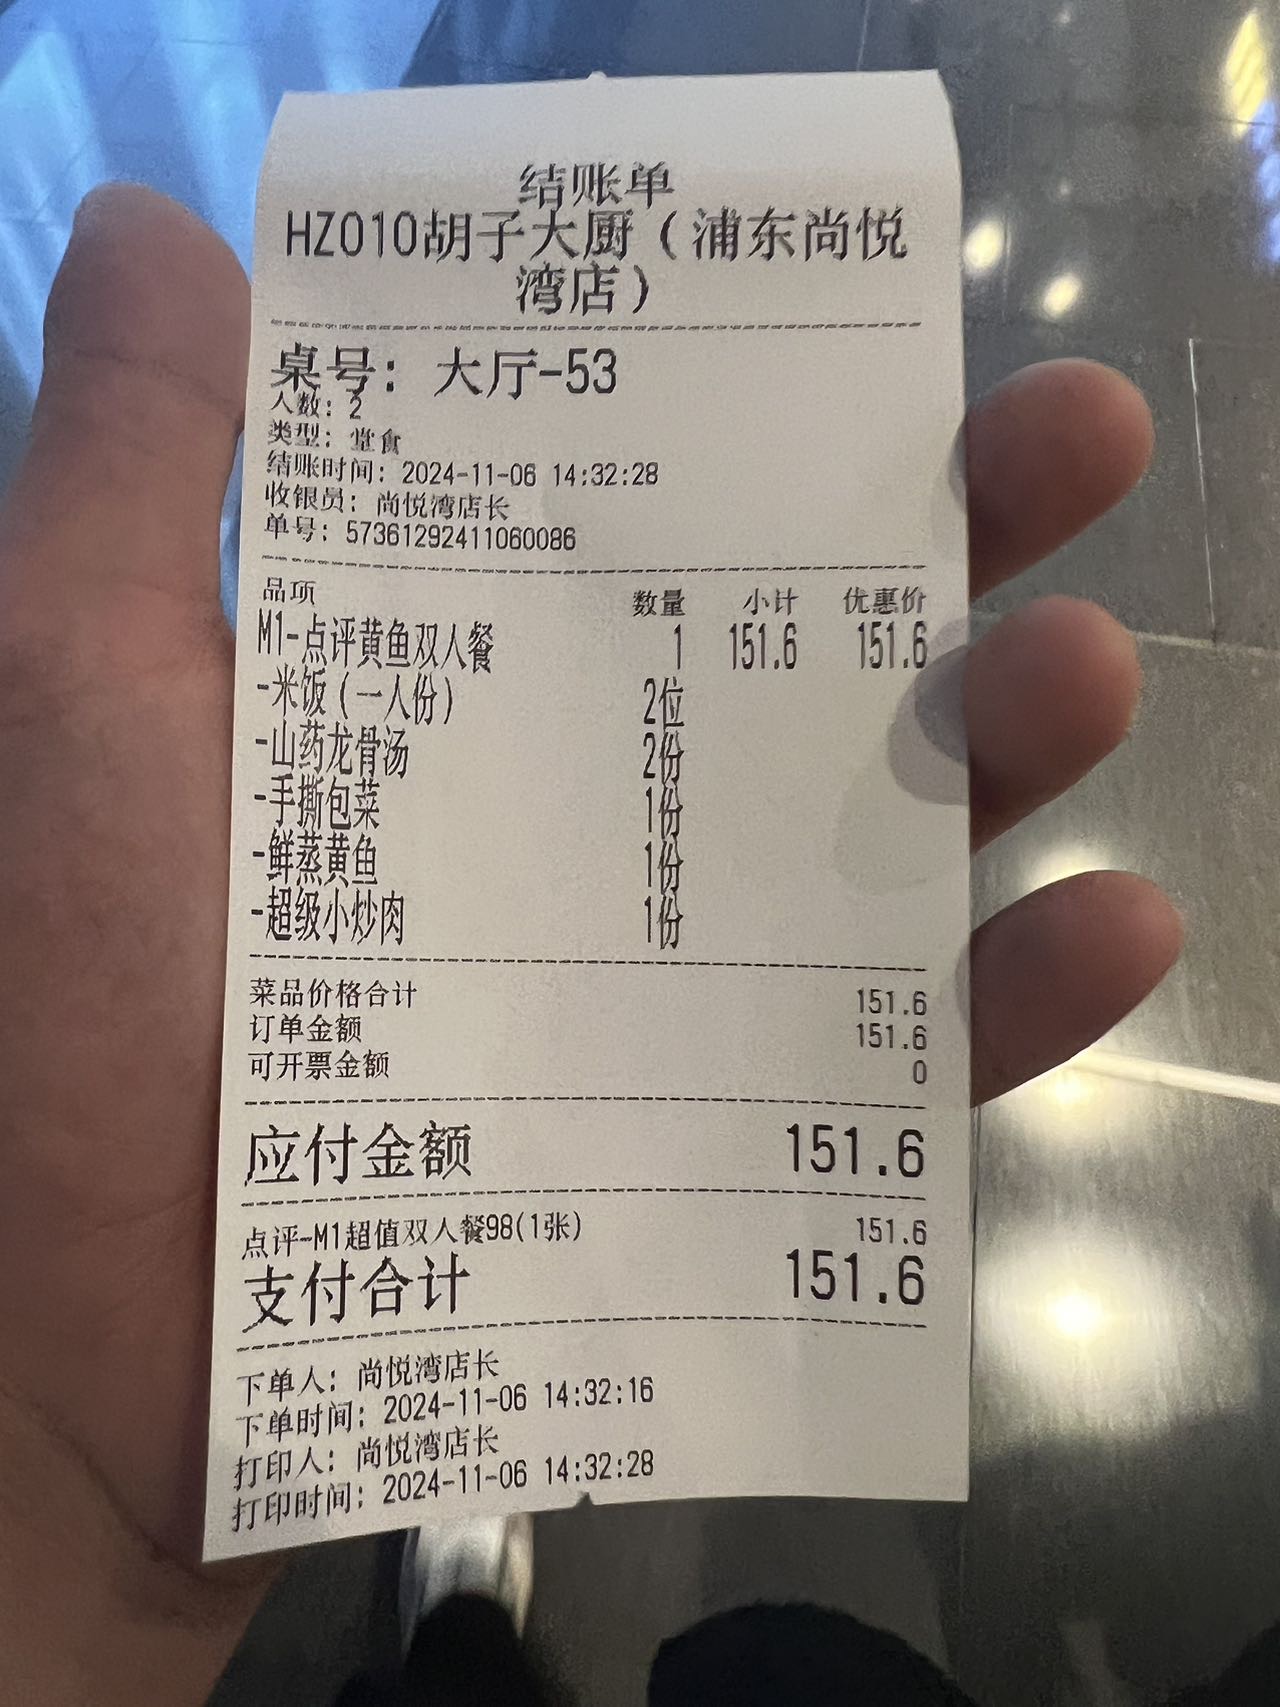 结账单
HZ010胡子大厨（浦东尚悦
湾店）
桌号：大厅-53
人数：2
类型：堂食
结账时间：2024-11-06 14:32:28
收银员：尚悦湾店长
单号：57361292411060086
品项 数量 小计 优惠价
M1-点评黄鱼双人餐 1 151.6 151.6
-米饭（一人份） 2位
-山药龙骨汤 2份
-手撕包菜 1份
-鲜蒸黄鱼 1份
-超级小炒肉 1份
菜品价格合计 151.6
订单金额 151.6
可开票金额 0
应付金额 151.6
点评-M1超值双人餐98(1张) 151.6
支付合计 151.6
下单人：尚悦湾店长
下单时间：2024-11-06 14:32:16
打印人：尚悦湾店长
打印时间：2024-11-06 14:32:28